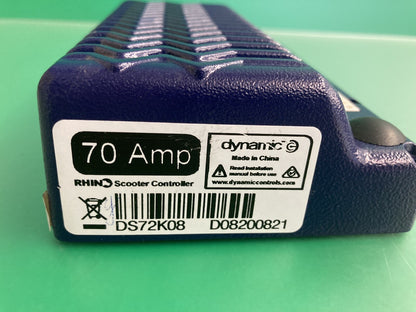 70 Amp
RHINO Scooter Controller
dynamic
Made in China
Read installation
manual before use
www.dynamiccontrols.com
DS72K08 D08200821